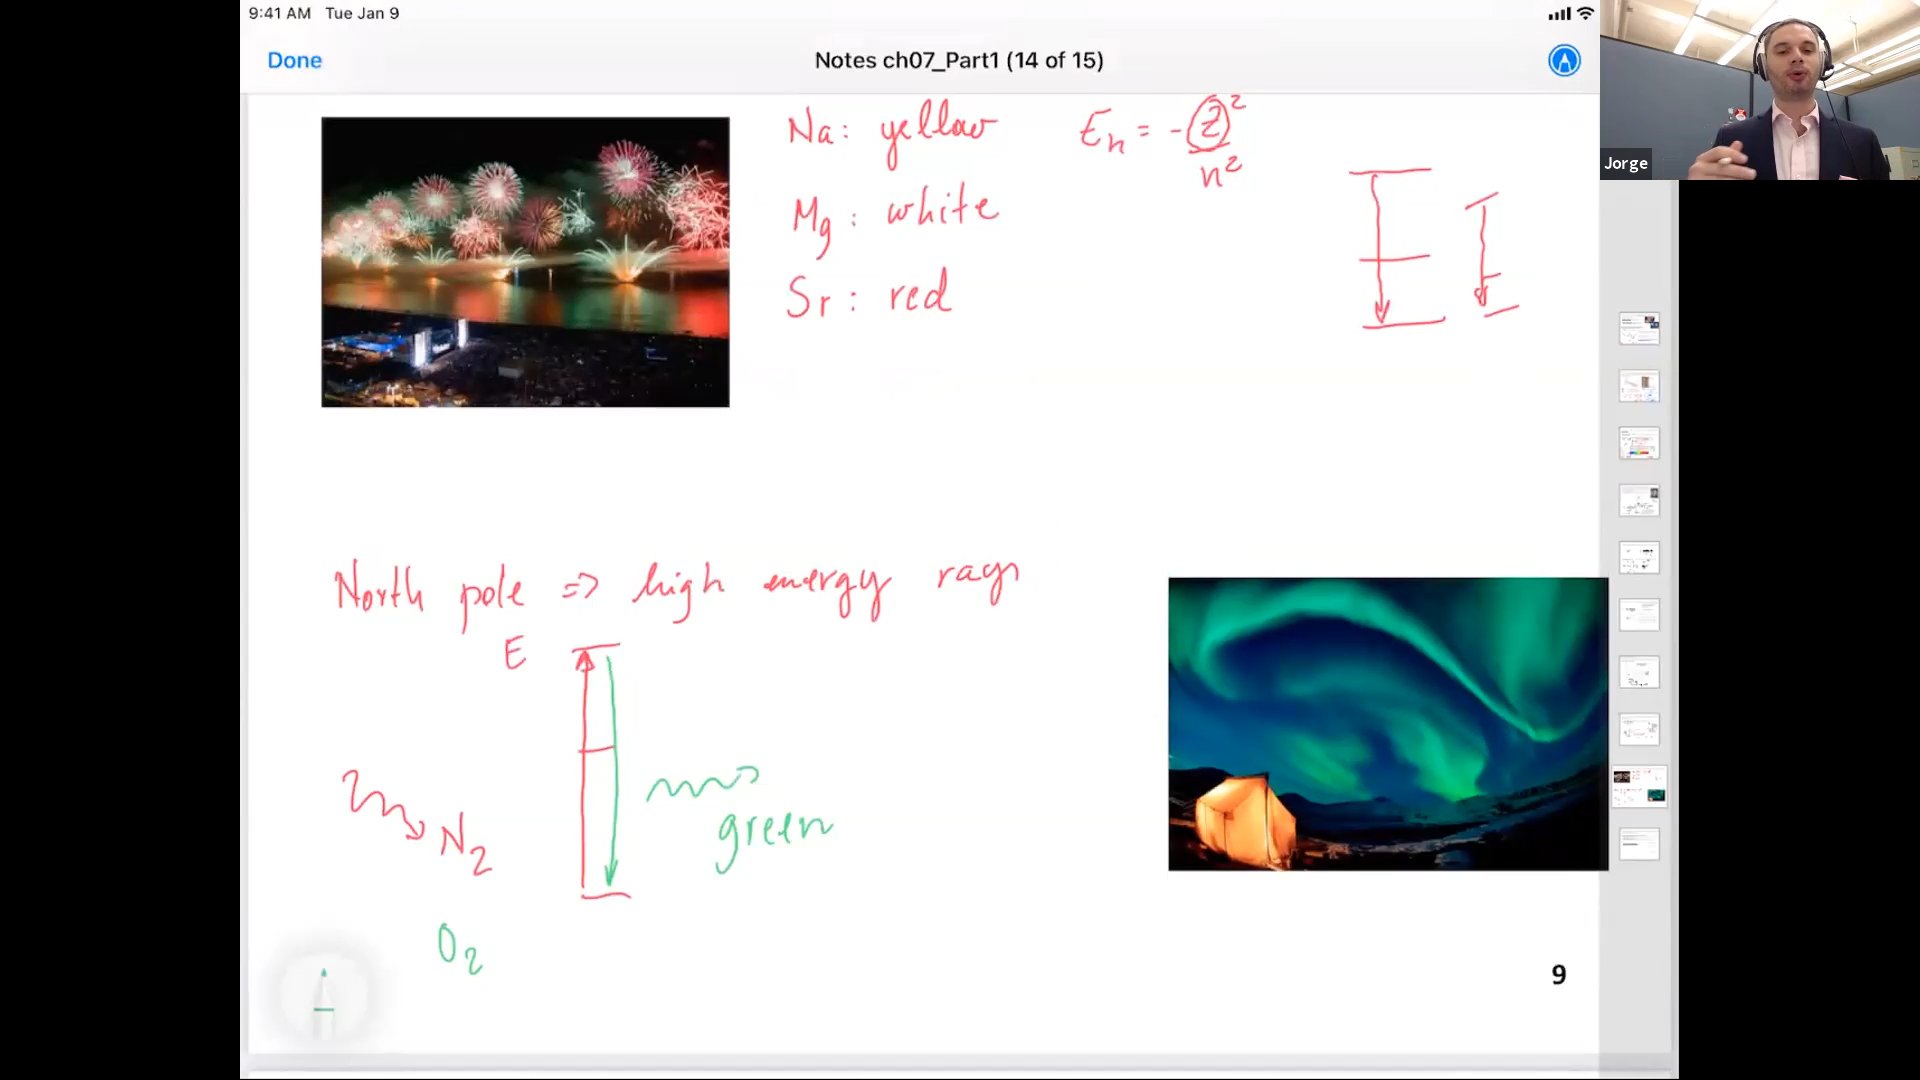 9:41 AM Tue Jan 9
Done
Notes ch07_Part1 (14 of 15)
Jorge
Na: yellow
Eₙ = -Z²
n²
Mg: white
Sr: red
North pole => high energy rays
E
green
N₂
O₂
9